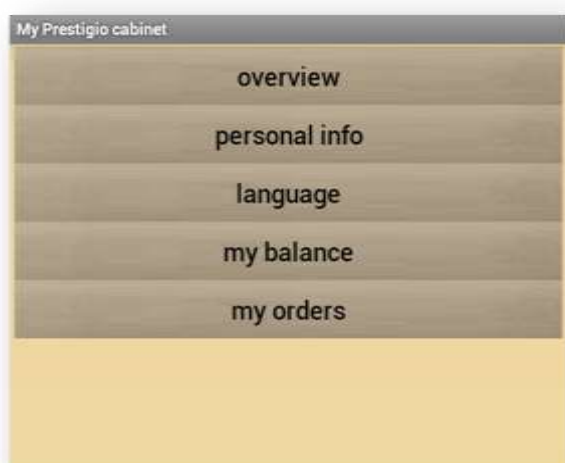 My Prestigio cabinet
overview
personal info
language
my balance
my orders